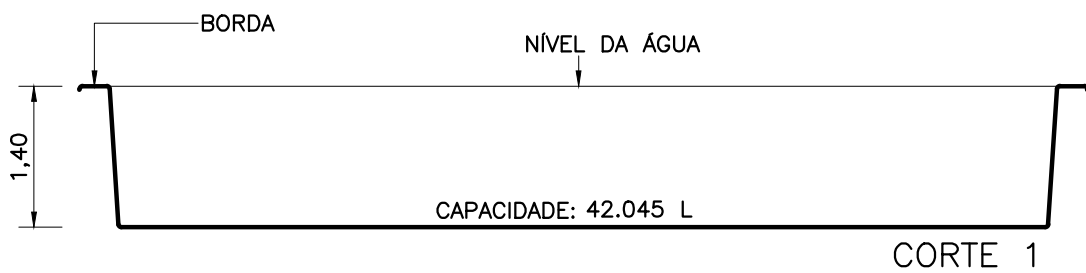 BORDA
NÍVEL DA ÁGUA
1,40
CAPACIDADE: 42.045 L
CORTE 1